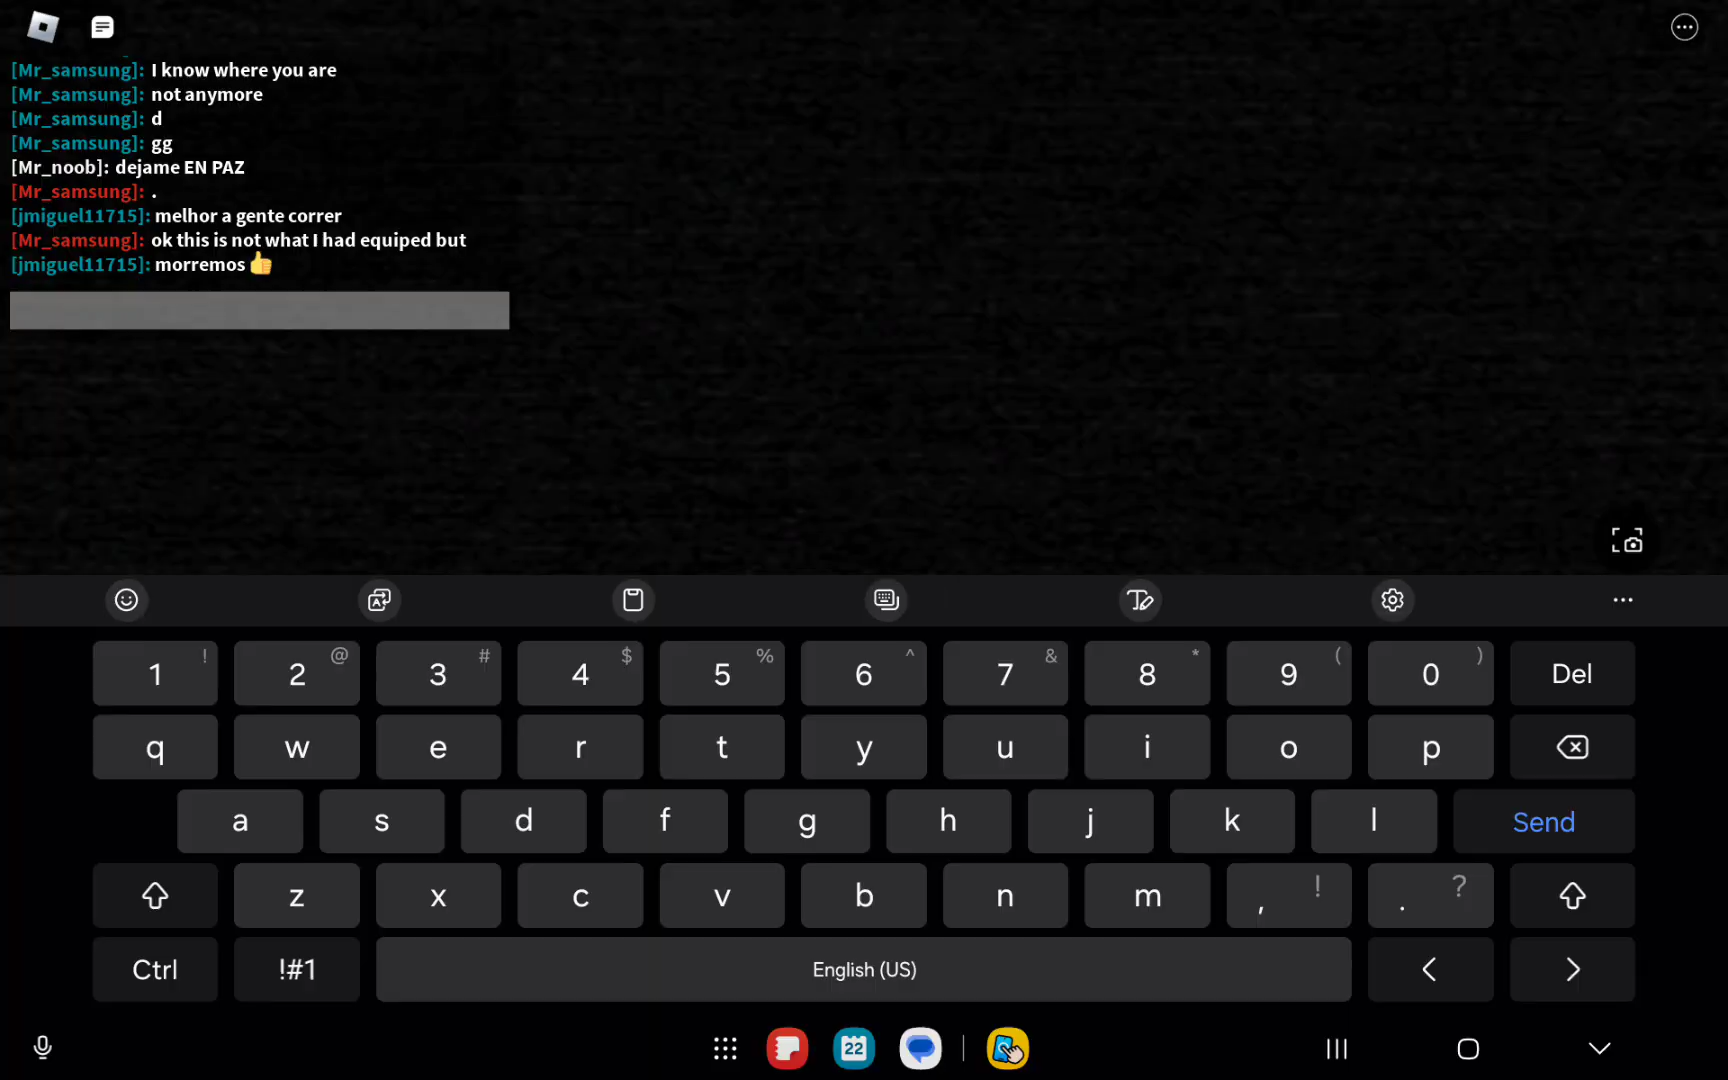 [Mr_samsung]: I know where you are
[Mr_samsung]: not anymore
[Mr_samsung]: d
[Mr_samsung]: gg
[Mr_noob]: dejame EN PAZ
[Mr_samsung]: .
[jmiguel11715]: melhor a gente correr
[Mr_samsung]: ok this is not what I had equiped but
[jmiguel11715]: morremos 👍
1 ! 2 @ 3 # 4 $ 5 % 6 ^ 7 & 8 * 9 ( 0 ) Del
q w e r t y u i o p
a s d f g h j k l Send
z x c v b n m , ! . ?
Ctrl !#1 English (US) < >
22